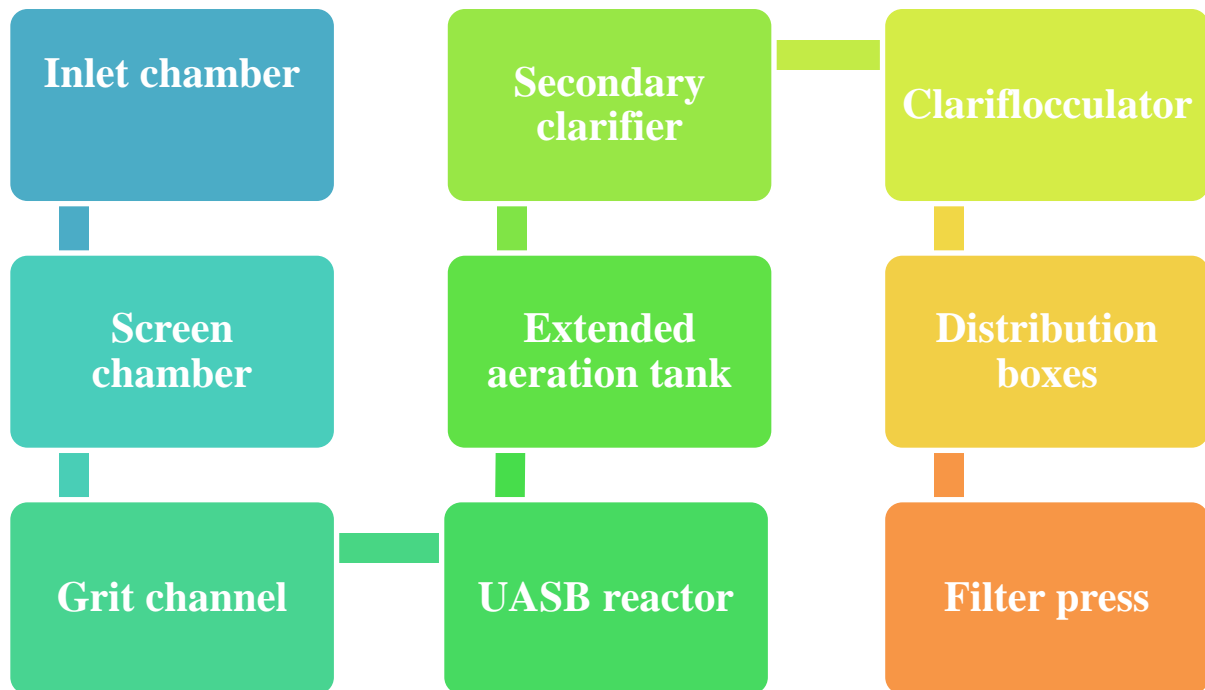 Inlet chamber
Screen
chamber
Grit channel
UASB reactor
Extended
aeration tank
Secondary
clarifier
Clariflocculator
Distribution
boxes
Filter press